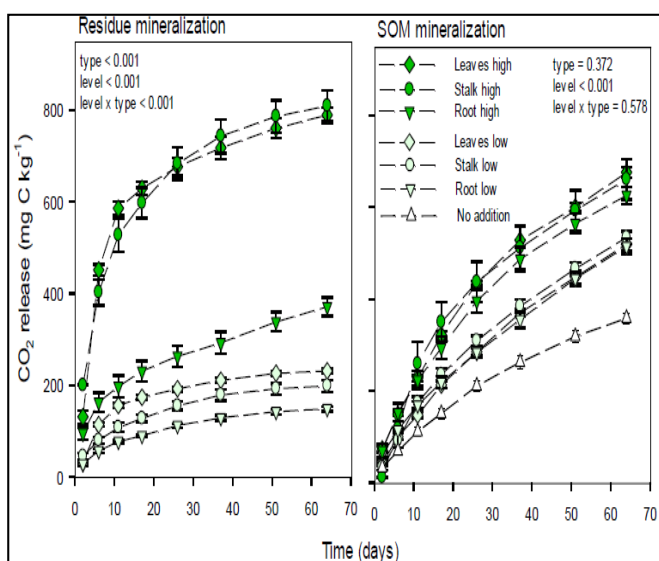 Residue mineralization
SOM mineralization
type < 0.001
level < 0.001
level x type < 0.001
Leaves high
Stalk high
Root high
Leaves low
Stalk low
Root low
No addition
type = 0.372
level < 0.001
level x type = 0.578
CO₂ release (mg C kg⁻¹)
800
600
400
200
0
0 10 20 30 40 50 60 70
0 10 20 30 40 50 60 70
Time (days)